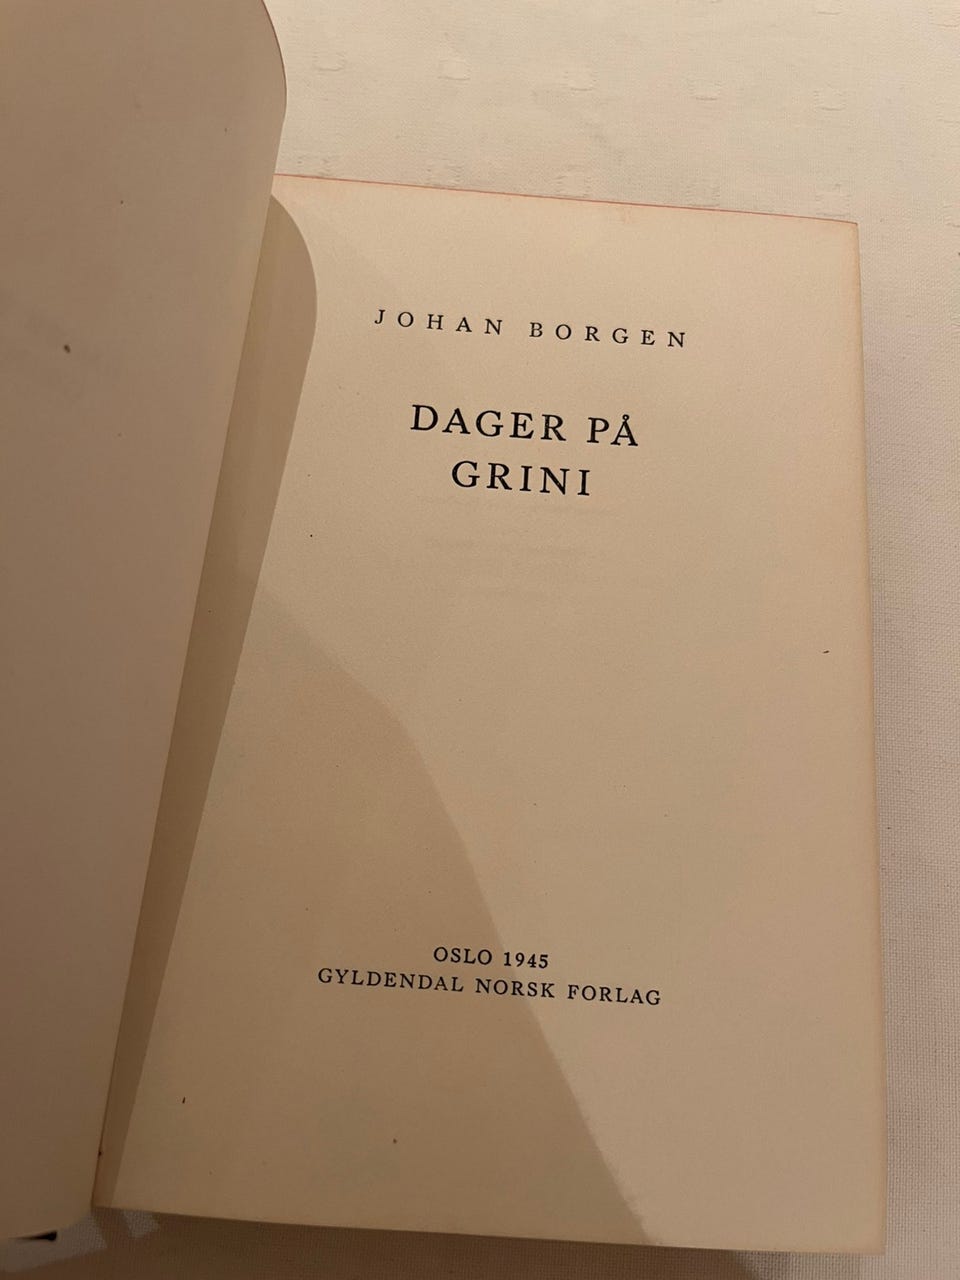 JOHAN BORGEN
DAGER PÅ
GRINI
OSLO 1945
GYLDENDAL NORSK FORLAG